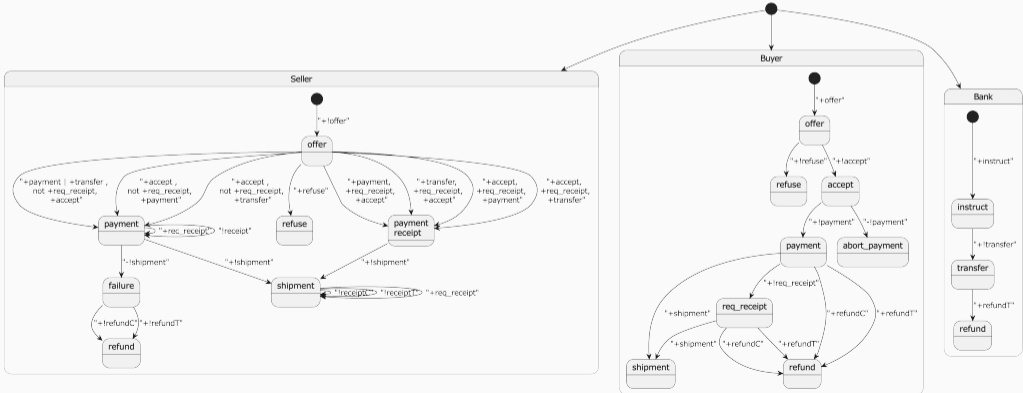 Seller
"+!offer"
offer
"+payment | +transfer ,
not +req_receipt,
+accept"
"+accept ,
not +req_receipt,
+payment"
"+accept ,
not +req_receipt,
+transfer"
"+refuse"
"+payment,
+req_receipt,
+accept"
"+transfer,
+req_receipt,
+accept"
"+accept,
+req_receipt,
+payment"
"+accept,
+req_receipt,
+transfer"
payment
"+rec_receipt"
"!receipt"
refuse
payment
receipt
"-!shipment"
"+!shipment"
"+!shipment"
failure
shipment
"!receiptC"
"!receiptT"
"+req_receipt"
"+!refundC"
"+!refundT"
refund
Buyer
"+offer"
offer
"+!refuse"
"+!accept"
refuse
accept
"+!payment"
"-!payment"
payment
abort_payment
"+!req_receipt"
"+shipment"
req_receipt
"+refundC"
"+refundT"
"+shipment"
"+refundC"
"+refundT"
shipment
refund
Bank
"+instruct"
instruct
"+!transfer"
transfer
"+refundT"
refund